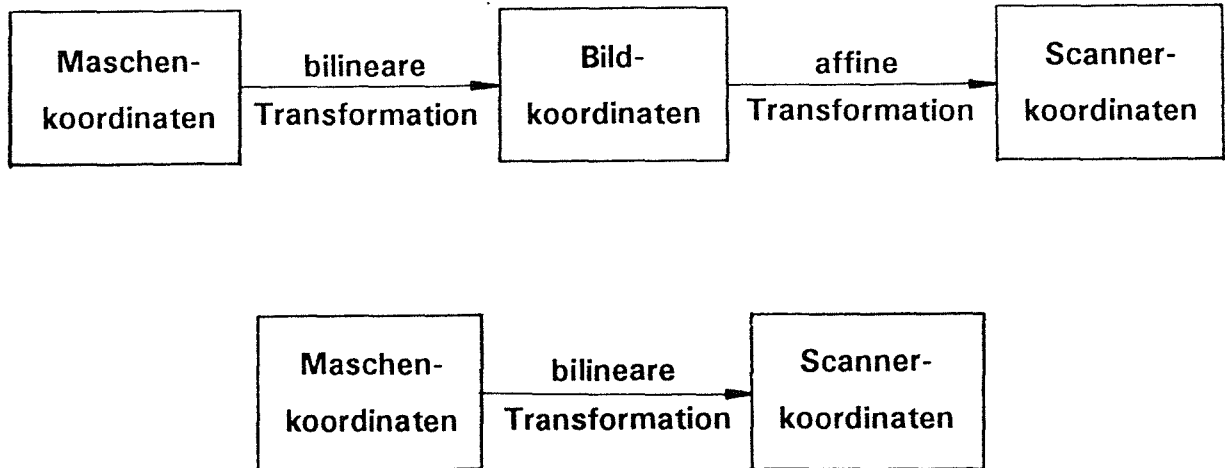 Maschen-
koordinaten
bilineare
Transformation
Bild-
koordinaten
affine
Transformation
Scanner-
koordinaten
Maschen-
koordinaten
bilineare
Transformation
Scanner-
koordinaten